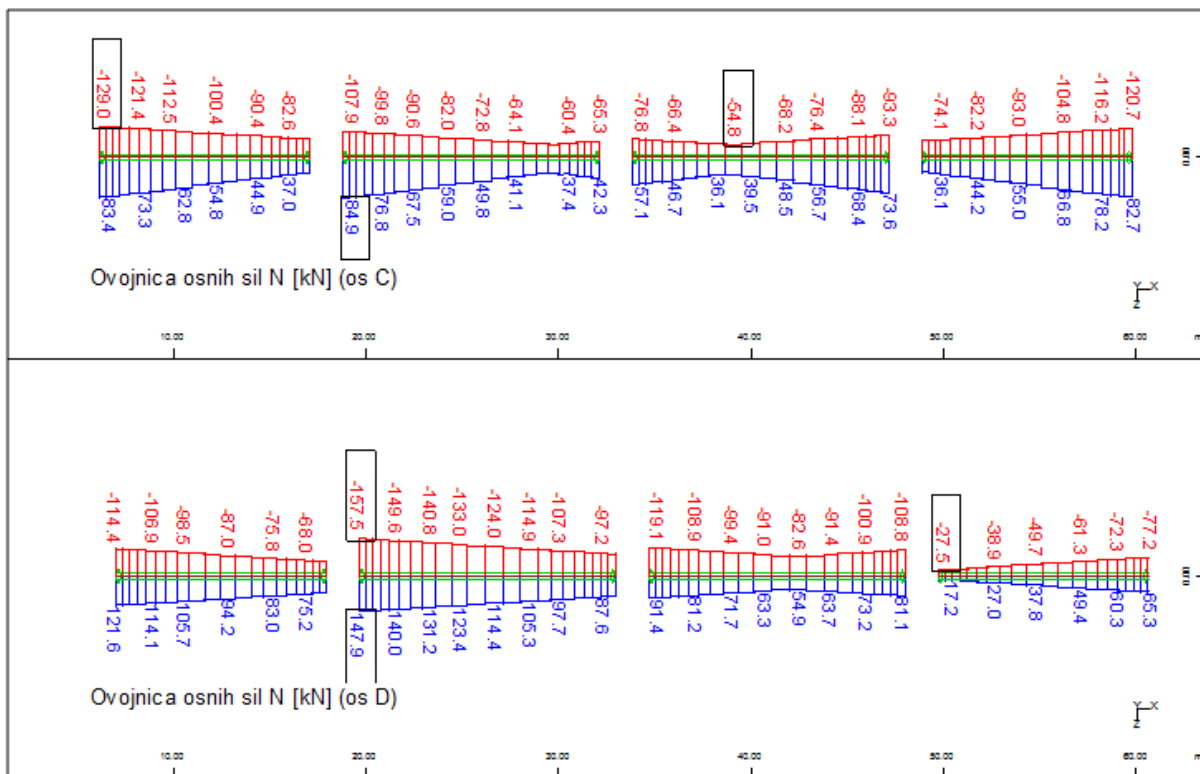 -129.0 -121.4 -112.5 -100.4 -90.4 -82.6 -107.9 -99.8 -90.6 -82.0 -72.8 -64.1 -60.4 -65.3 -76.8 -66.4 -54.8 -68.2 -76.4 -88.1 -93.3 -74.1 -82.2 -93.0 -104.8 -116.2 -120.7
83.4 73.3 62.8 54.8 44.9 37.0 84.9 76.8 67.5 59.0 49.8 41.1 37.4 42.3 57.1 46.7 36.1 39.5 48.5 56.7 68.4 73.6 36.1 44.2 55.0 66.8 78.2 82.7
Ovojnica osnih sil N [kN] (os C)
Y X
Z
10.00 20.00 30.00 40.00 50.00 60.00
-114.4 -106.9 -98.5 -87.0 -75.8 -68.0 -157.5 -149.6 -140.8 -133.0 -124.0 -114.9 -107.3 -97.2 -119.1 -108.9 -99.4 -91.0 -82.6 -91.4 -100.9 -108.8 -27.5 -38.9 -49.7 -61.3 -72.3 -77.2
121.6 114.1 105.7 94.2 83.0 75.2 147.9 140.0 131.2 123.4 114.4 105.3 97.7 87.6 91.4 81.2 71.7 63.3 54.9 63.7 73.2 81.1 17.2 27.0 37.8 49.4 60.3 65.3
Ovojnica osnih sil N [kN] (os D)
Y X
Z
10.00 20.00 30.00 40.00 50.00 60.00